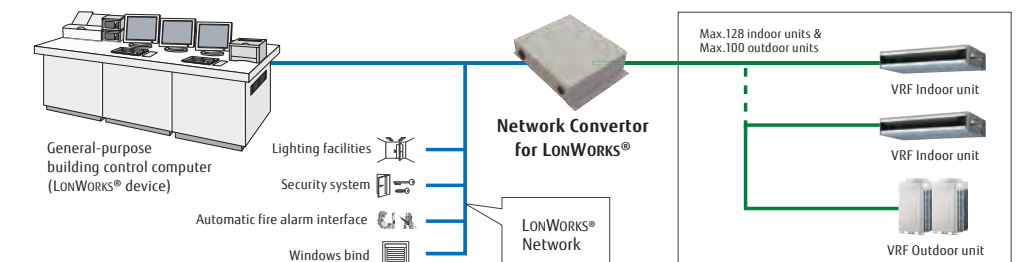 Max.128 indoor units &
Max.100 outdoor units
VRF Indoor unit
Network Convertor
for LONWORKS®
General-purpose
building control computer
(LONWORKS® device)
Lighting facilities
VRF Indoor unit
Security system
Automatic fire alarm interface
LONWORKS®
Network
Windows bind
VRF Outdoor unit